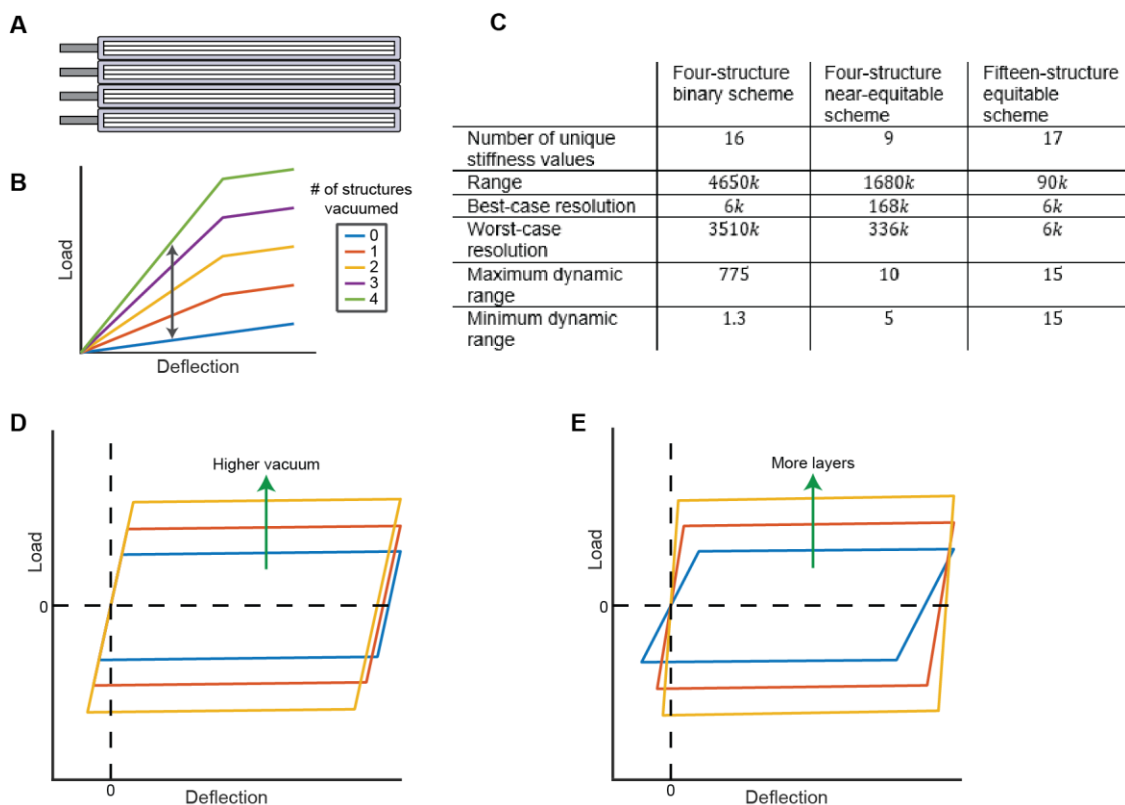 A
B
Load
Deflection
# of structures
vacuumed
0
1
2
3
4
C
Four-structure
binary scheme
Four-structure
near-equitable
scheme
Fifteen-structure
equitable
scheme
Number of unique
stiffness values
16
9
17
Range
4650k
1680k
90k
Best-case resolution
6k
168k
6k
Worst-case
resolution
3510k
336k
6k
Maximum dynamic
range
775
10
15
Minimum dynamic
range
1.3
5
15
D
Higher vacuum
Load
0
0
Deflection
E
More layers
Load
0
0
Deflection